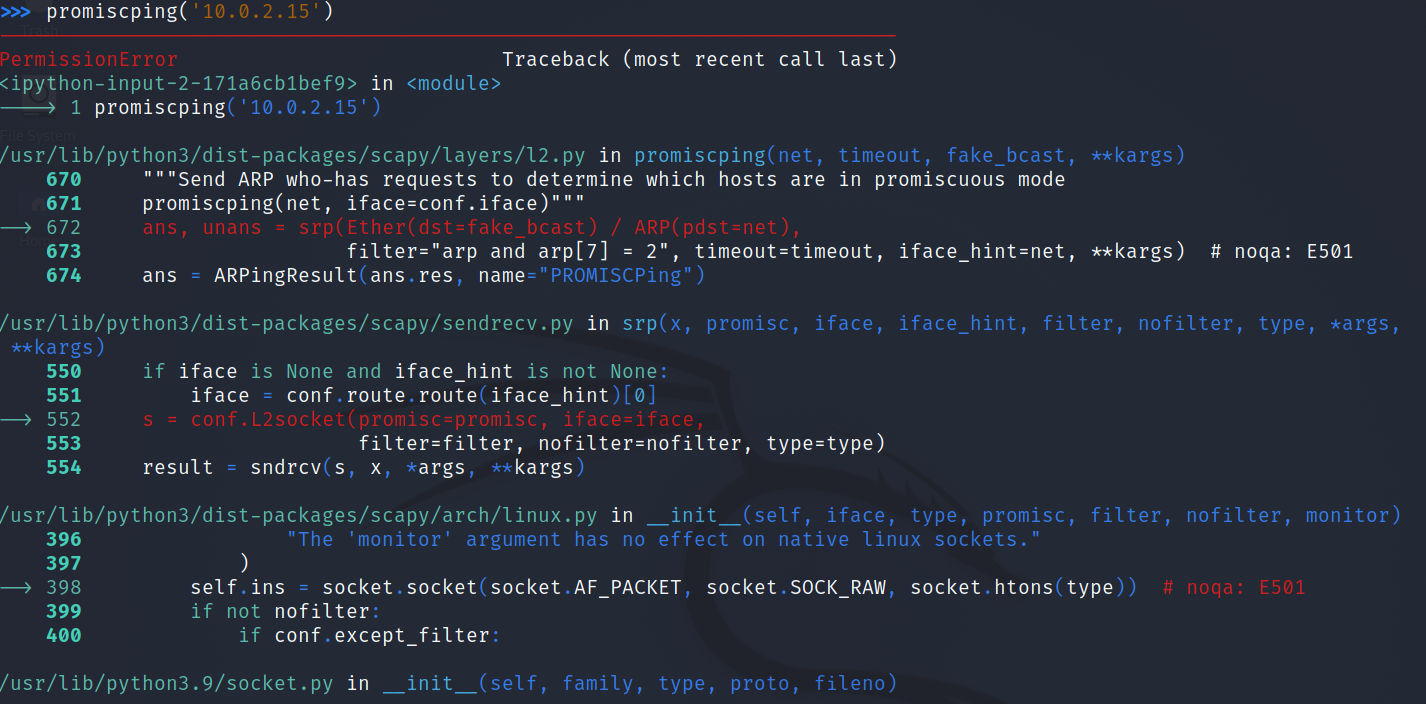 >>> promiscping('10.0.2.15')
PermissionError                           Traceback (most recent call last)
<ipython-input-2-171a6cb1bef9> in <module>
----> 1 promiscping('10.0.2.15')
/usr/lib/python3/dist-packages/scapy/layers/l2.py in promiscping(net, timeout, fake_bcast, **kargs)
    670     """Send ARP who-has requests to determine which hosts are in promiscuous mode
    671     promiscping(net, iface=conf.iface)"""
--> 672     ans, unans = srp(Ether(dst=fake_bcast) / ARP(pdst=net),
    673                      filter="arp and arp[7] = 2", timeout=timeout, iface_hint=net, **kargs)  # noqa: E501
    674     ans = ARPingResult(ans.res, name="PROMISCPing")
/usr/lib/python3/dist-packages/scapy/sendrecv.py in srp(x, promisc, iface, iface_hint, filter, nofilter, type, *args,
 **kargs)
    550     if iface is None and iface_hint is not None:
    551         iface = conf.route.route(iface_hint)[0]
--> 552     s = conf.L2socket(promisc=promisc, iface=iface,
    553                       filter=filter, nofilter=nofilter, type=type)
    554     result = sndrcv(s, x, *args, **kargs)
/usr/lib/python3/dist-packages/scapy/arch/linux.py in __init__(self, iface, type, promisc, filter, nofilter, monitor)
    396                 "The 'monitor' argument has no effect on native linux sockets."
    397             )
--> 398         self.ins = socket.socket(socket.AF_PACKET, socket.SOCK_RAW, socket.htons(type))  # noqa: E501
    399         if not nofilter:
    400             if conf.except_filter:
/usr/lib/python3.9/socket.py in __init__(self, family, type, proto, fileno)
Trash
File System